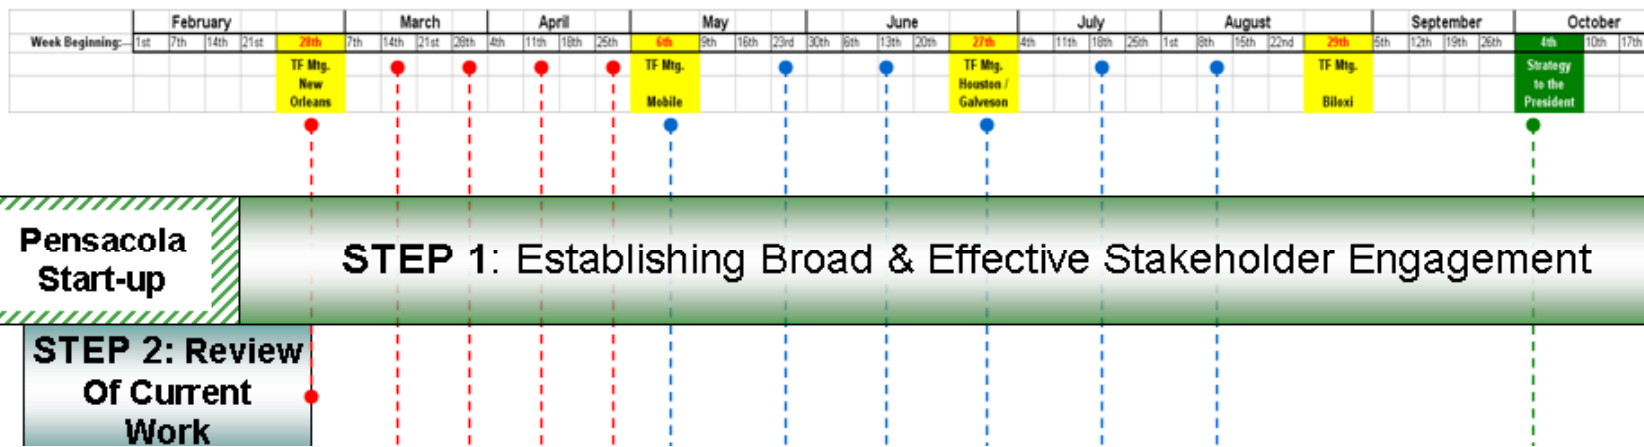 February March April May June July August September October
Week Beginning: 1st 7th 14th 21st 28th 7th 14th 21st 28th 4th 11th 18th 25th 6th 9th 16th 23rd 30th 6th 13th 20th 27th 4th 11th 18th 25th 1st 8th 15th 22nd 29th 5th 12th 19th 26th 4th 10th 17th
TF Mtg. TF Mtg. TF Mtg. TF Mtg. Strategy
New Houston / to the
Orleans Mobile Galveson Biloxi President
Pensacola
Start-up
STEP 1: Establishing Broad & Effective Stakeholder Engagement
STEP 2: Review
Of Current
Work